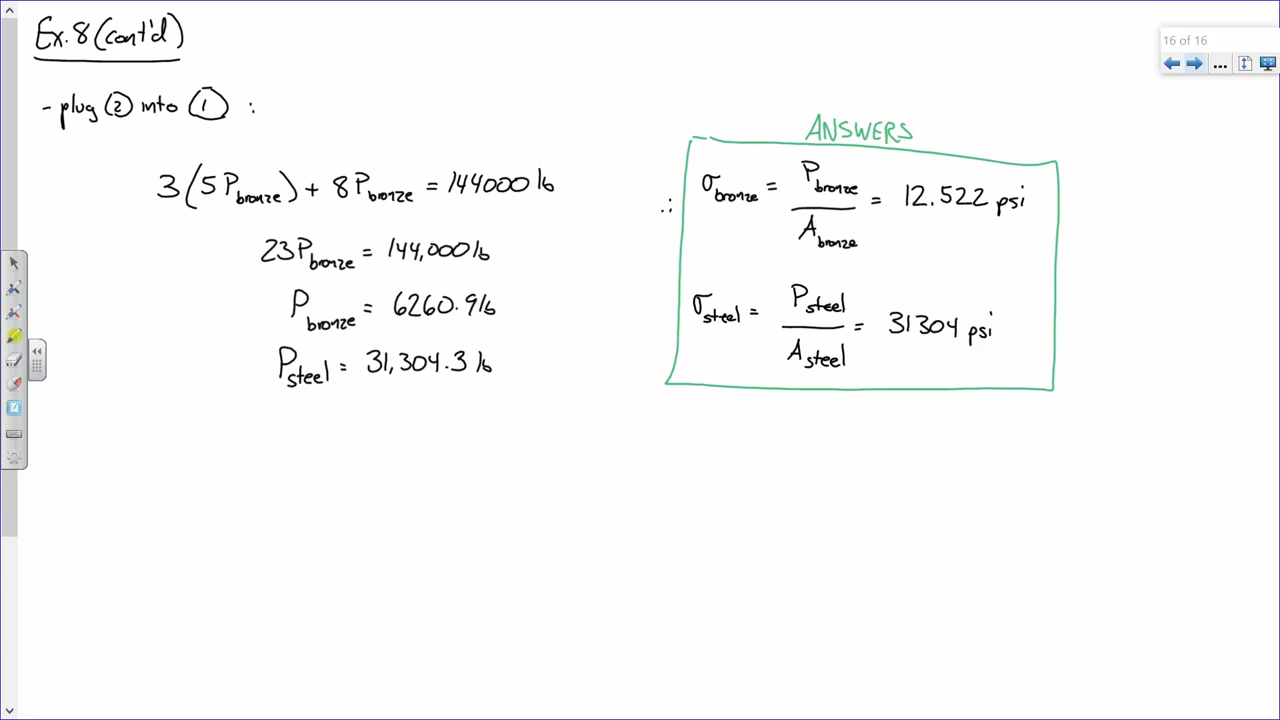 Ex. 8 (cont'd)
16 of 16
- plug ② into ① :
3(5P_bronze) + 8P_bronze = 144000 lb
23P_bronze = 144,000 lb
P_bronze = 6260.9 lb
P_steel = 31,304.3 lb
ANSWERS
∴ σ_bronze = P_bronze / A_bronze = 12.522 psi
σ_steel = P_steel / A_steel = 31304 psi